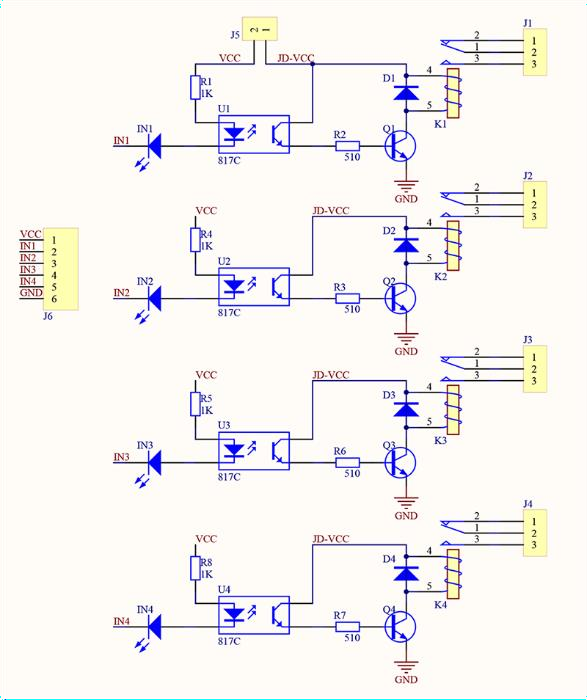 J5
2 1
VCC
JD-VCC
J1
2
1
3
1
2
3
R1
1K
D1
4
5
K1
U1
IN1
IN1
817C
R2
510
Q1
GND
J2
2
1
3
1
2
3
VCC
JD-VCC
R4
1K
D2
4
5
K2
U2
IN2
IN2
817C
R3
510
Q2
GND
VCC 1
IN1 2
IN2 3
IN3 4
IN4 5
GND 6
J6
J3
2
1
3
1
2
3
VCC
JD-VCC
R5
1K
D3
4
5
K3
U3
IN3
IN3
817C
R6
510
Q3
GND
J4
2
1
3
1
2
3
VCC
JD-VCC
R8
1K
D4
4
5
K4
U4
IN4
IN4
817C
R7
510
Q4
GND